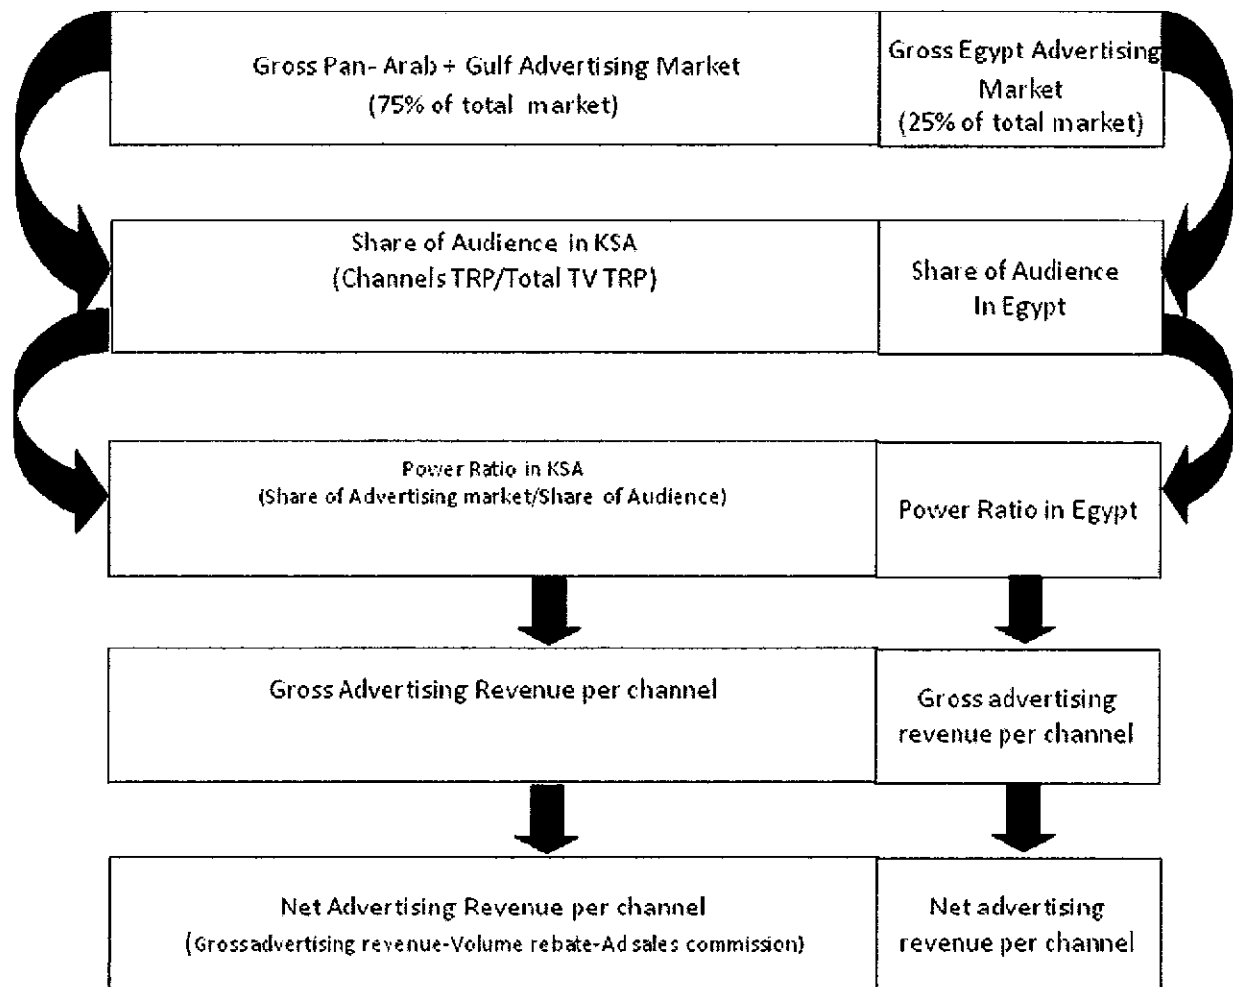 Gross Pan- Arab + Gulf Advertising Market
(75% of total market)
Gross Egypt Advertising
Market
(25% of total market)
Share of Audience in KSA
(Channels TRP/Total TV TRP)
Share of Audience
In Egypt
Power Ratio in KSA
(Share of Advertising market/Share of Audience)
Power Ratio in Egypt
Gross Advertising Revenue per channel
Gross advertising
revenue per channel
Net Advertising Revenue per channel
(Grossadvertising revenue-Volume rebate-Ad sales commission)
Net advertising
revenue per channel